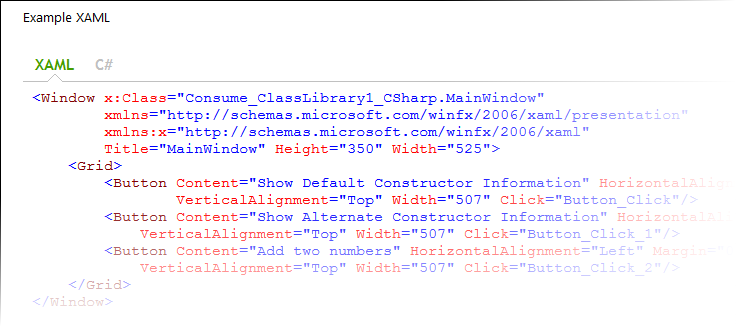 Example XAML
XAML C#
<Window x:Class="Consume_ClassLibrary1_CSharp.MainWindow"
xmlns="http://schemas.microsoft.com/winfx/2006/xaml/presentation"
xmlns:x="http://schemas.microsoft.com/winfx/2006/xaml"
Title="MainWindow" Height="350" Width="525">
<Grid>
<Button Content="Show Default Constructor Information" HorizontalAlign
VerticalAlignment="Top" Width="507" Click="Button_Click"/>
<Button Content="Show Alternate Constructor Information" HorizontalA
VerticalAlignment="Top" Width="507" Click="Button_Click_1"/>
<Button Content="Add two numbers" HorizontalAlignment="Left" Margin="
VerticalAlignment="Top" Width="507" Click="Button_Click_2"/>
</Grid>
</Window>